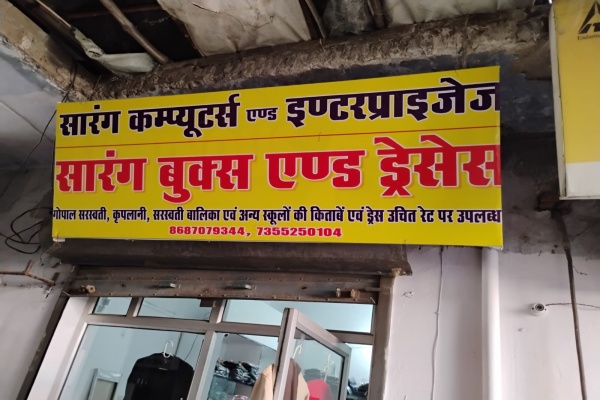 सारंग कम्प्यूटर्स एण्ड इण्टरप्राइजेज
सारंग बुक्स एण्ड ड्रेसेस
गोपाल सरस्वती, कृपलानी, सरस्वती बालिका एवं अन्य स्कूलों की किताबें एवं ड्रेस उचित रेट पर उपलब्ध
8687079344, 7355250104